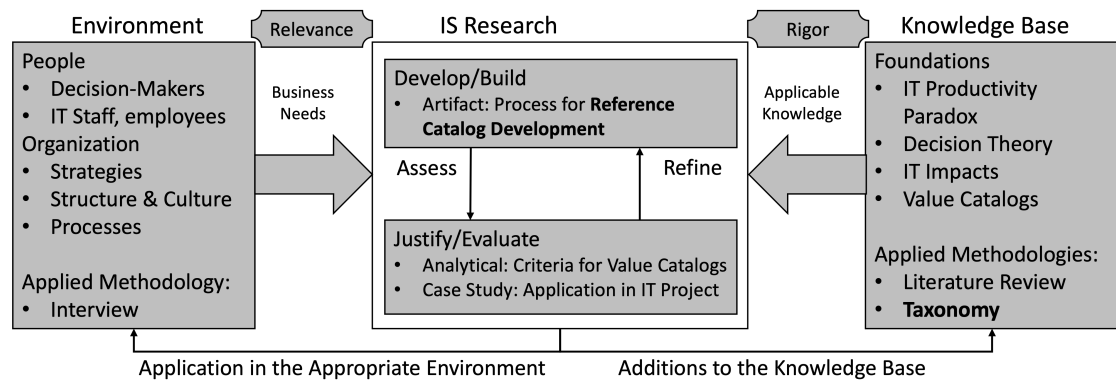 Environment
Relevance
IS Research
Rigor
Knowledge Base
People
• Decision-Makers
• IT Staff, employees
Organization
• Strategies
• Structure & Culture
• Processes
Applied Methodology:
• Interview
Business
Needs
Develop/Build
• Artifact: Process for Reference
Catalog Development
Assess
Refine
Justify/Evaluate
• Analytical: Criteria for Value Catalogs
• Case Study: Application in IT Project
Applicable
Knowledge
Foundations
• IT Productivity
Paradox
• Decision Theory
• IT Impacts
• Value Catalogs
Applied Methodologies:
• Literature Review
• Taxonomy
Application in the Appropriate Environment
Additions to the Knowledge Base